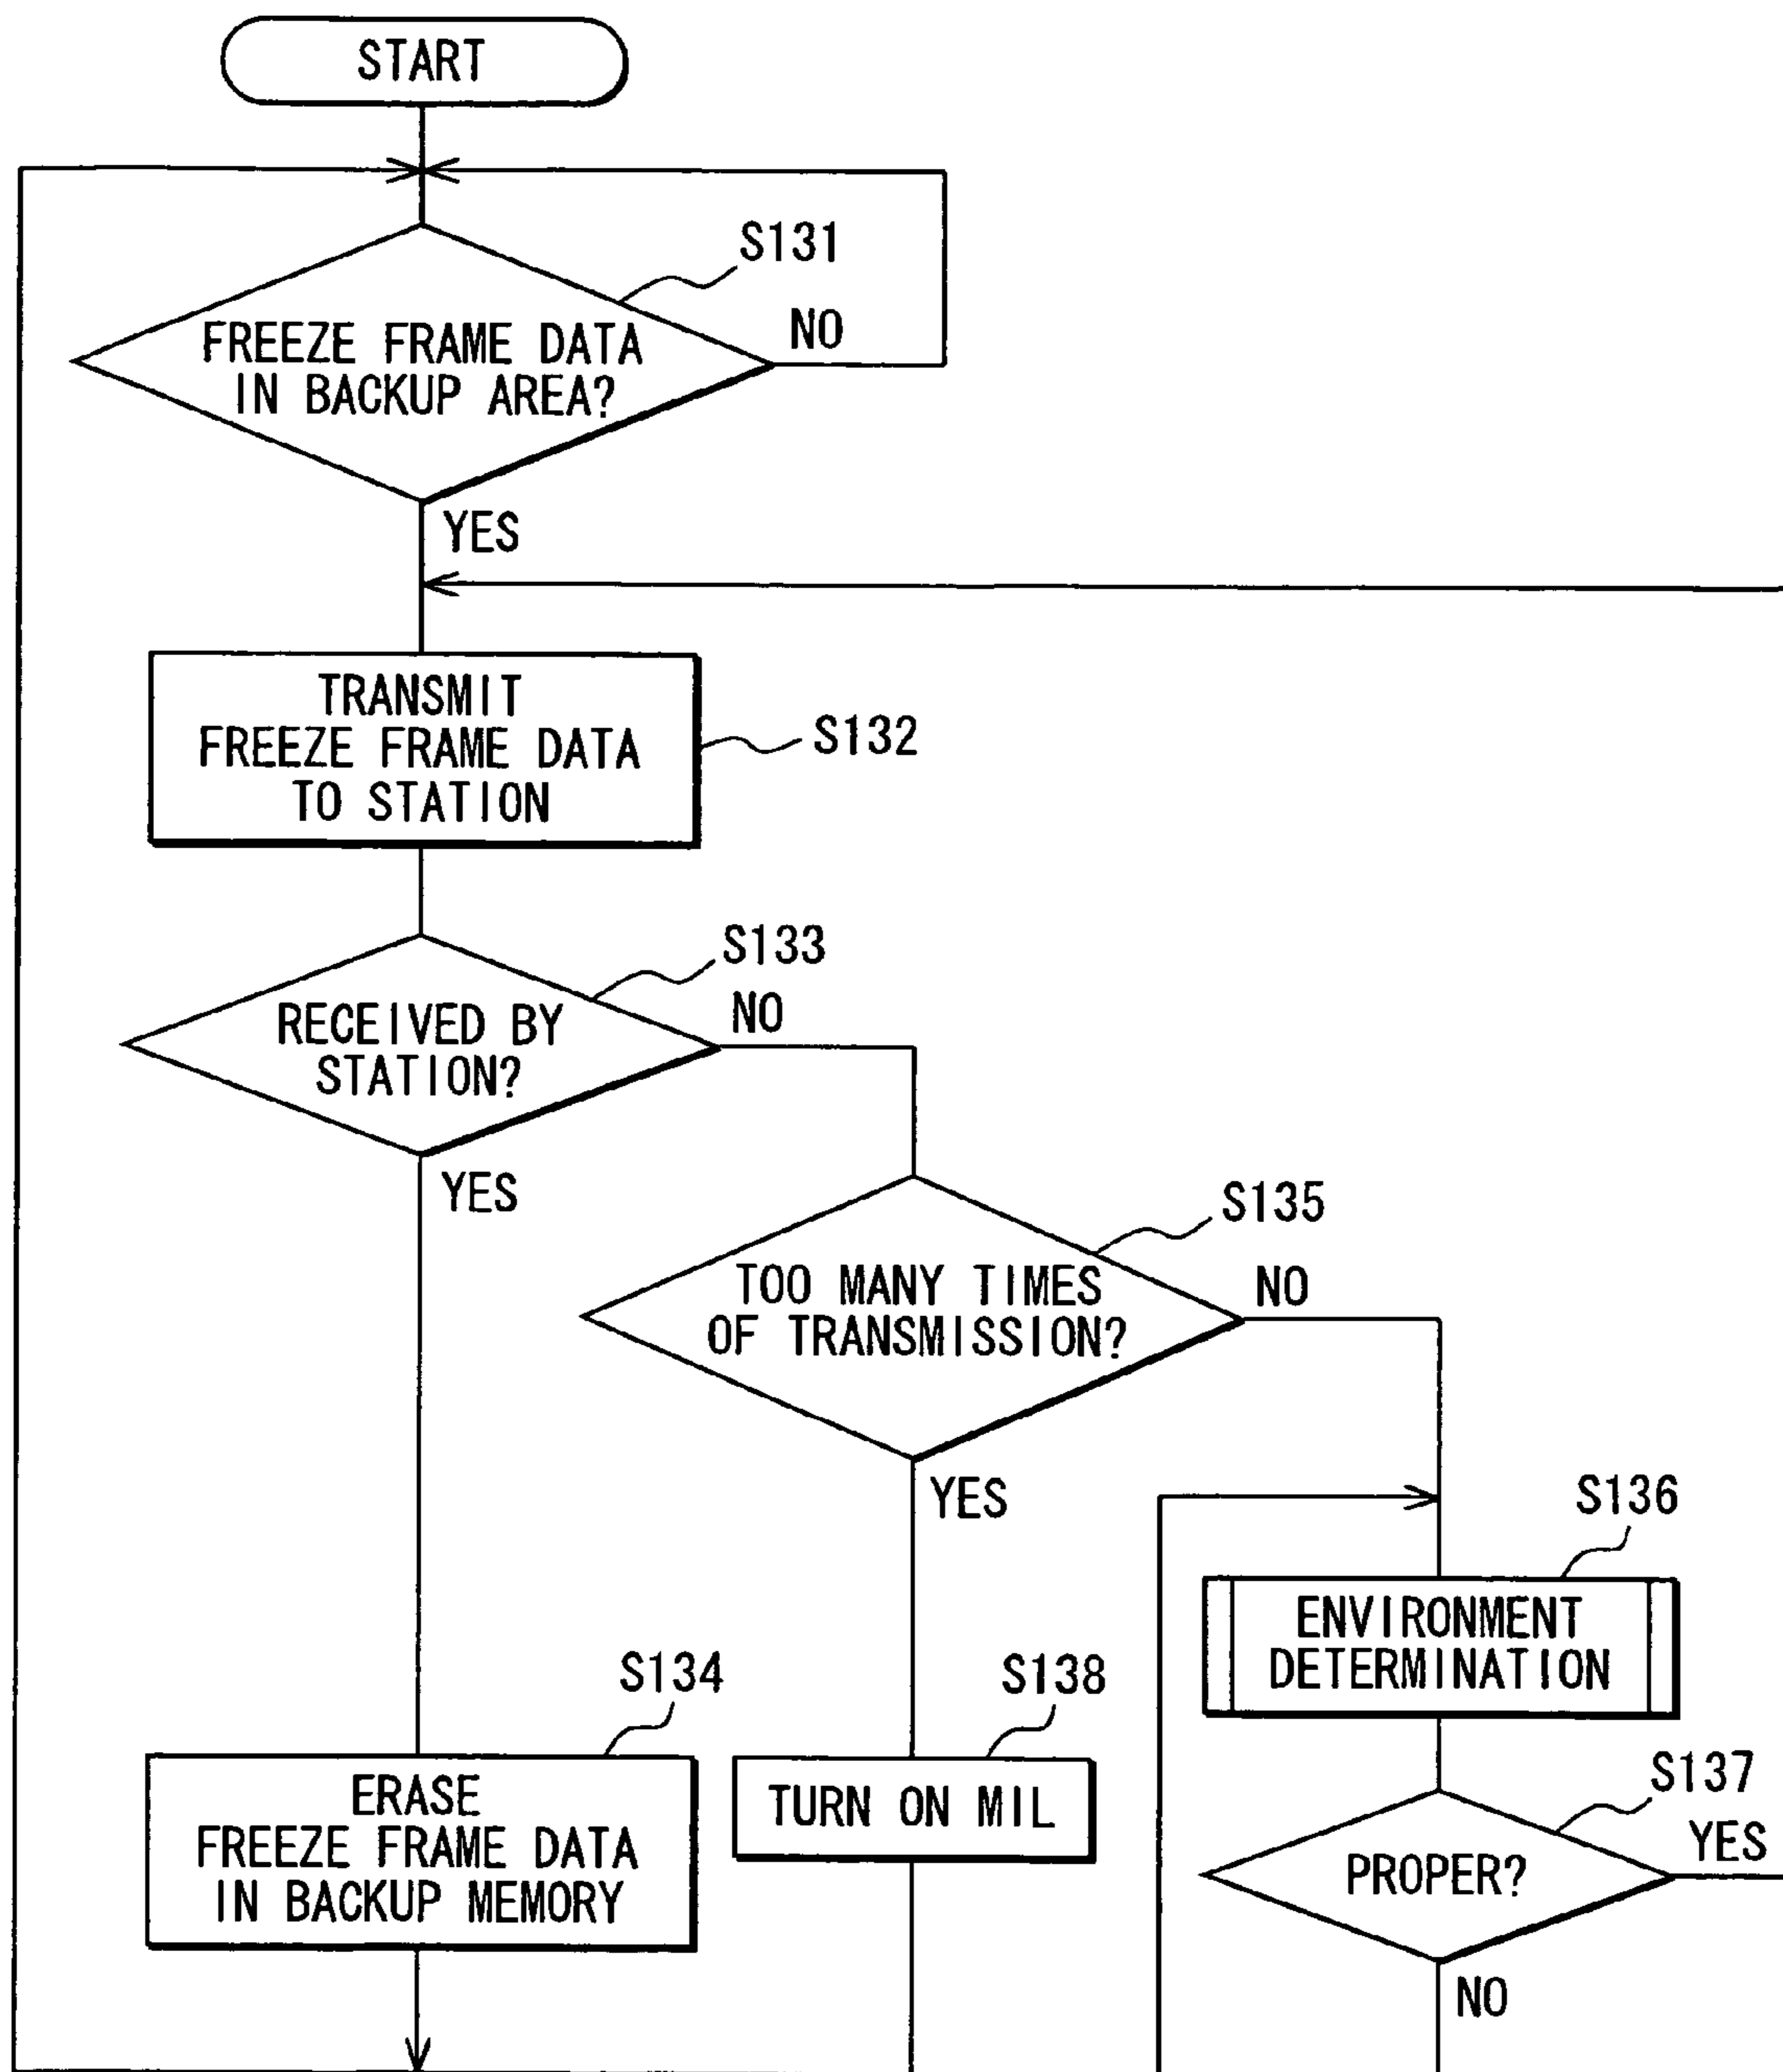 START
S131
FREEZE FRAME DATA
IN BACKUP AREA?
NO
YES
TRANSMIT
FREEZE FRAME DATA
TO STATION
S132
S133
RECEIVED BY
STATION?
NO
YES
S135
TOO MANY TIMES
OF TRANSMISSION?
NO
YES
S136
ENVIRONMENT
DETERMINATION
S134
ERASE
FREEZE FRAME DATA
IN BACKUP MEMORY
S138
TURN ON MIL
S137
PROPER?
YES
NO